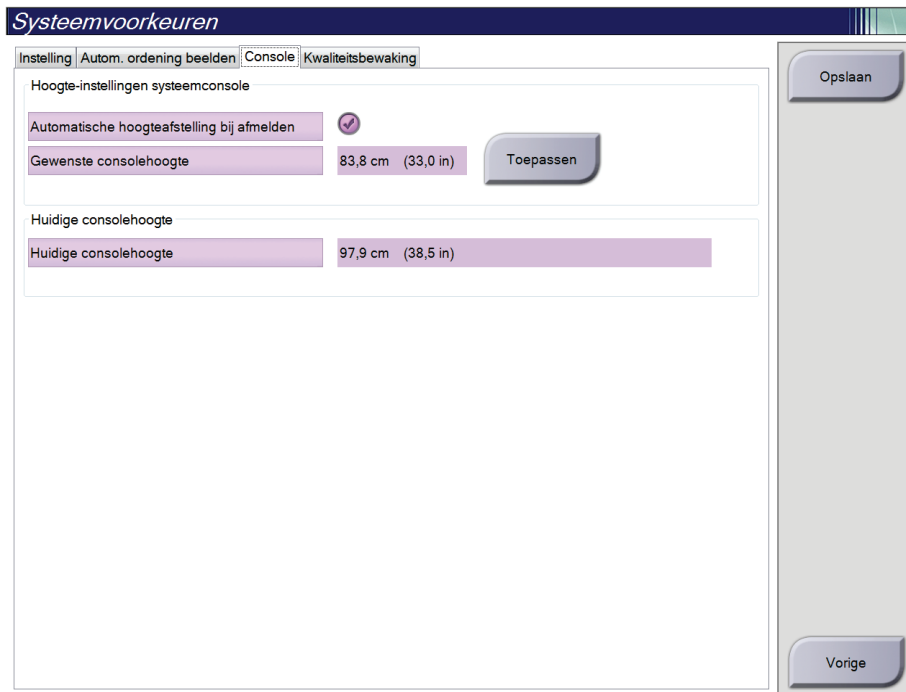 Systeemvoorkeuren
Instelling Autom. ordening beelden Console Kwaliteitsbewaking
Opslaan
Hoogte-instellingen systeemconsole
Automatische hoogteafstelling bij afmelden
Gewenste consolehoogte 83,8 cm (33,0 in) Toepassen
Huidige consolehoogte
Huidige consolehoogte 97,9 cm (38,5 in)
Vorige